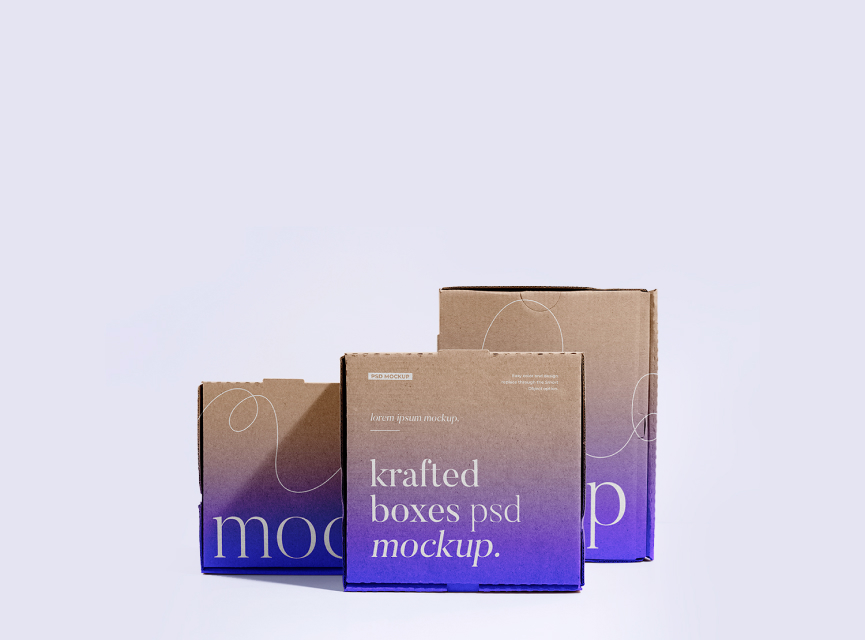 PSD MOCKUP
lorem ipsum mockup.
krafted
boxes psd
mockup.
moc
p